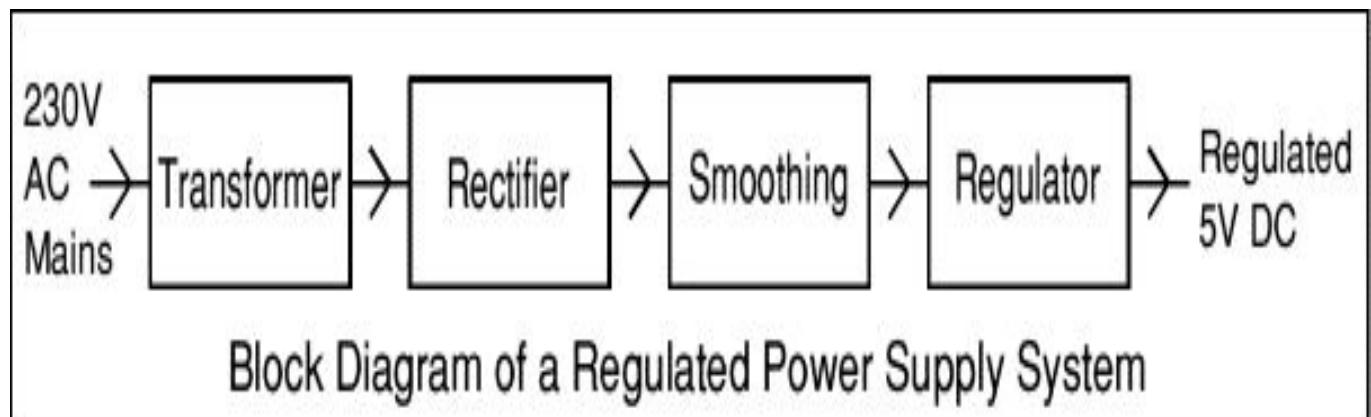 230V
AC
Mains
Transformer
Rectifier
Smoothing
Regulator
Regulated
5V DC
Block Diagram of a Regulated Power Supply System